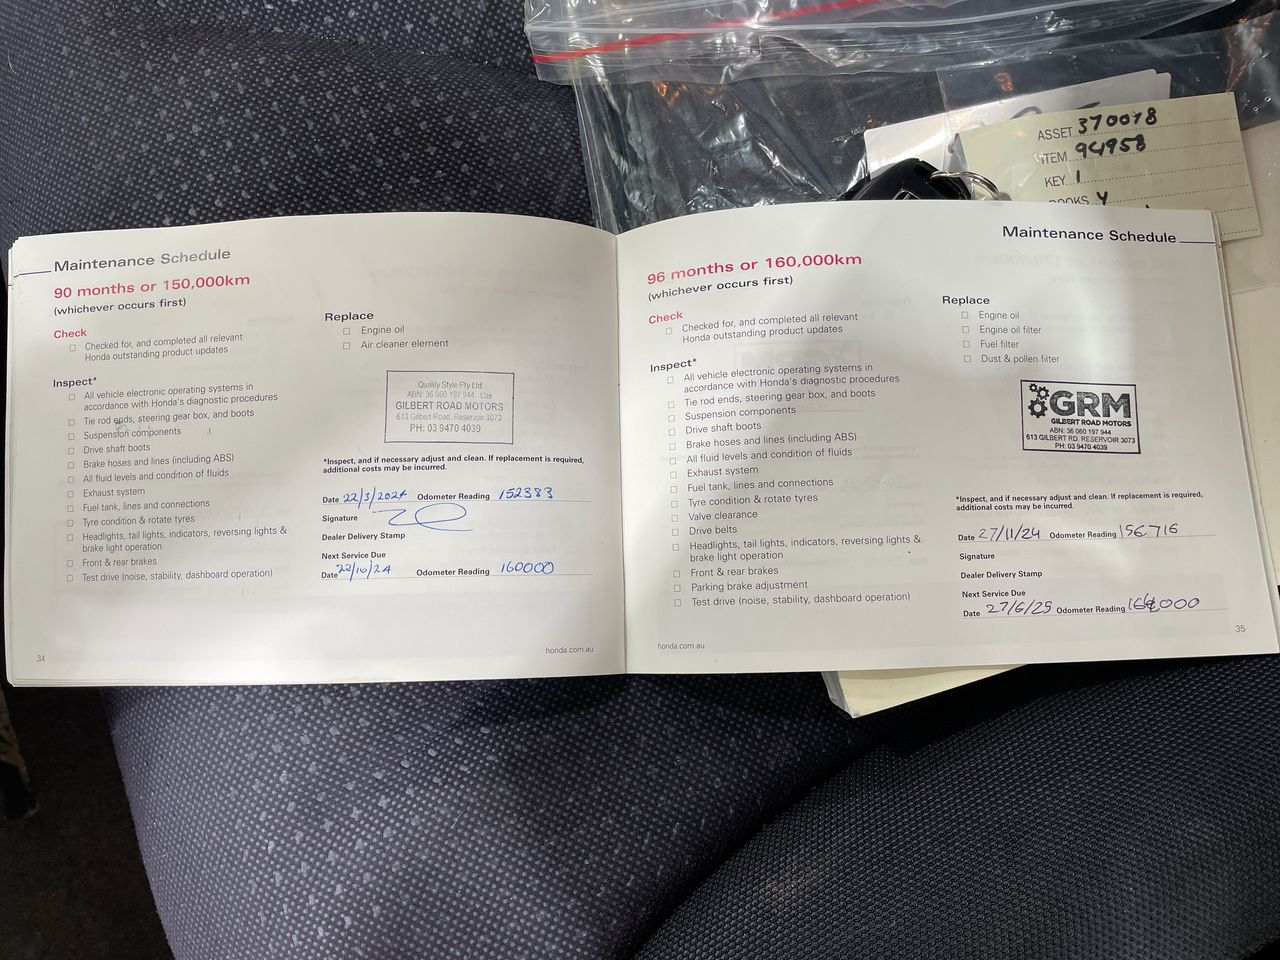 ASSET 370078
ITEM 94958
KEY 1
BOOKS 4
Maintenance Schedule
90 months or 150,000km
(whichever occurs first)
Check
☐ Checked for, and completed all relevant
Honda outstanding product updates
Inspect*
☐ All vehicle electronic operating systems in
accordance with Honda's diagnostic procedures
☐ Tie rod ends, steering gear box, and boots
☐ Suspension components
☐ Drive shaft boots
☐ Brake hoses and lines (including ABS)
☐ All fluid levels and condition of fluids
☐ Exhaust system
☐ Fuel tank, lines and connections
☐ Tyre condition & rotate tyres
☐ Headlights, tail lights, indicators, reversing lights &
brake light operation
☐ Front & rear brakes
☐ Test drive (noise, stability, dashboard operation)
34
Replace
☐ Engine oil
☐ Air cleaner element
Quality Style Pty Ltd
ABN: 36 060 197 944 t/as
GILBERT ROAD MOTORS
613 Gilbert Road, Reservoir 3073
PH: 03 9470 4039
*Inspect, and if necessary adjust and clean. If replacement is required,
additional costs may be incurred.
Date 22/3/2024 Odometer Reading 152383
Signature
Dealer Delivery Stamp
Next Service Due
Date 22/10/24 Odometer Reading 160000
honda.com.au
Maintenance Schedule
96 months or 160,000km
(whichever occurs first)
Check
☐ Checked for, and completed all relevant
Honda outstanding product updates
Inspect*
☐ All vehicle electronic operating systems in
accordance with Honda's diagnostic procedures
☐ Tie rod ends, steering gear box, and boots
☐ Suspension components
☐ Drive shaft boots
☐ Brake hoses and lines (including ABS)
☐ All fluid levels and condition of fluids
☐ Exhaust system
☐ Fuel tank, lines and connections
☐ Tyre condition & rotate tyres
☐ Valve clearance
☐ Drive belts
☐ Headlights, tail lights, indicators, reversing lights &
brake light operation
☐ Front & rear brakes
☐ Parking brake adjustment
☐ Test drive (noise, stability, dashboard operation)
honda.com.au
Replace
☐ Engine oil
☐ Engine oil filter
☐ Fuel filter
☐ Dust & pollen filter
GRM
GILBERT ROAD MOTORS
ABN: 36 060 197 944
613 GILBERT RD. RESERVOIR 3073
PH: 03 9470 4039
*Inspect, and if necessary adjust and clean. If replacement is required,
additional costs may be incurred.
Date 27/11/24 Odometer Reading 156716
Signature
Dealer Delivery Stamp
Next Service Due
Date 27/6/25 Odometer Reading
35